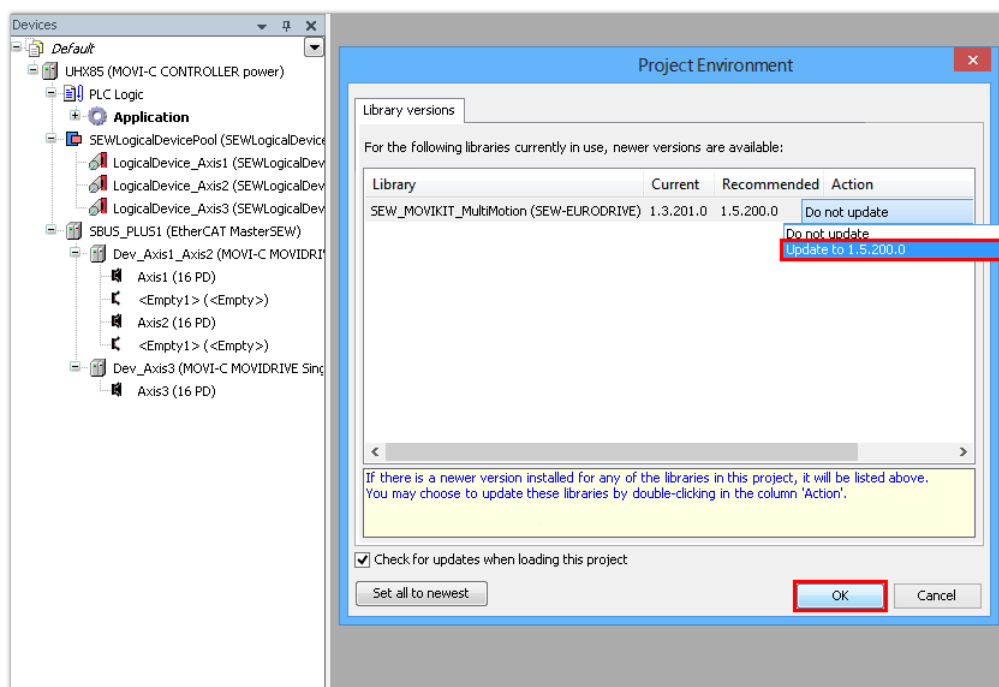 Devices
Default
UHX85 (MOVI-C CONTROLLER power)
PLC Logic
Application
SEWLogicalDevicePool (SEWLogicalDevice
LogicalDevice_Axis1 (SEWLogicalDev
LogicalDevice_Axis2 (SEWLogicalDev
LogicalDevice_Axis3 (SEWLogicalDev
SBUS_PLUS1 (EtherCAT MasterSEW)
Dev_Axis1_Axis2 (MOVI-C MOVIDRI
Axis1 (16 PD)
<Empty1> (<Empty>)
Axis2 (16 PD)
<Empty1> (<Empty>)
Dev_Axis3 (MOVI-C MOVIDRIVE Sing
Axis3 (16 PD)
Project Environment
Library versions
For the following libraries currently in use, newer versions are available:
Library Current Recommended Action
SEW_MOVIKIT_MultiMotion (SEW-EURODRIVE) 1.3.201.0 1.5.200.0 Do not update
Do not update
Update to 1.5.200.0
If there is a newer version installed for any of the libraries in this project, it will be listed above.
You may choose to update these libraries by double-clicking in the column 'Action'.
Check for updates when loading this project
Set all to newest OK Cancel